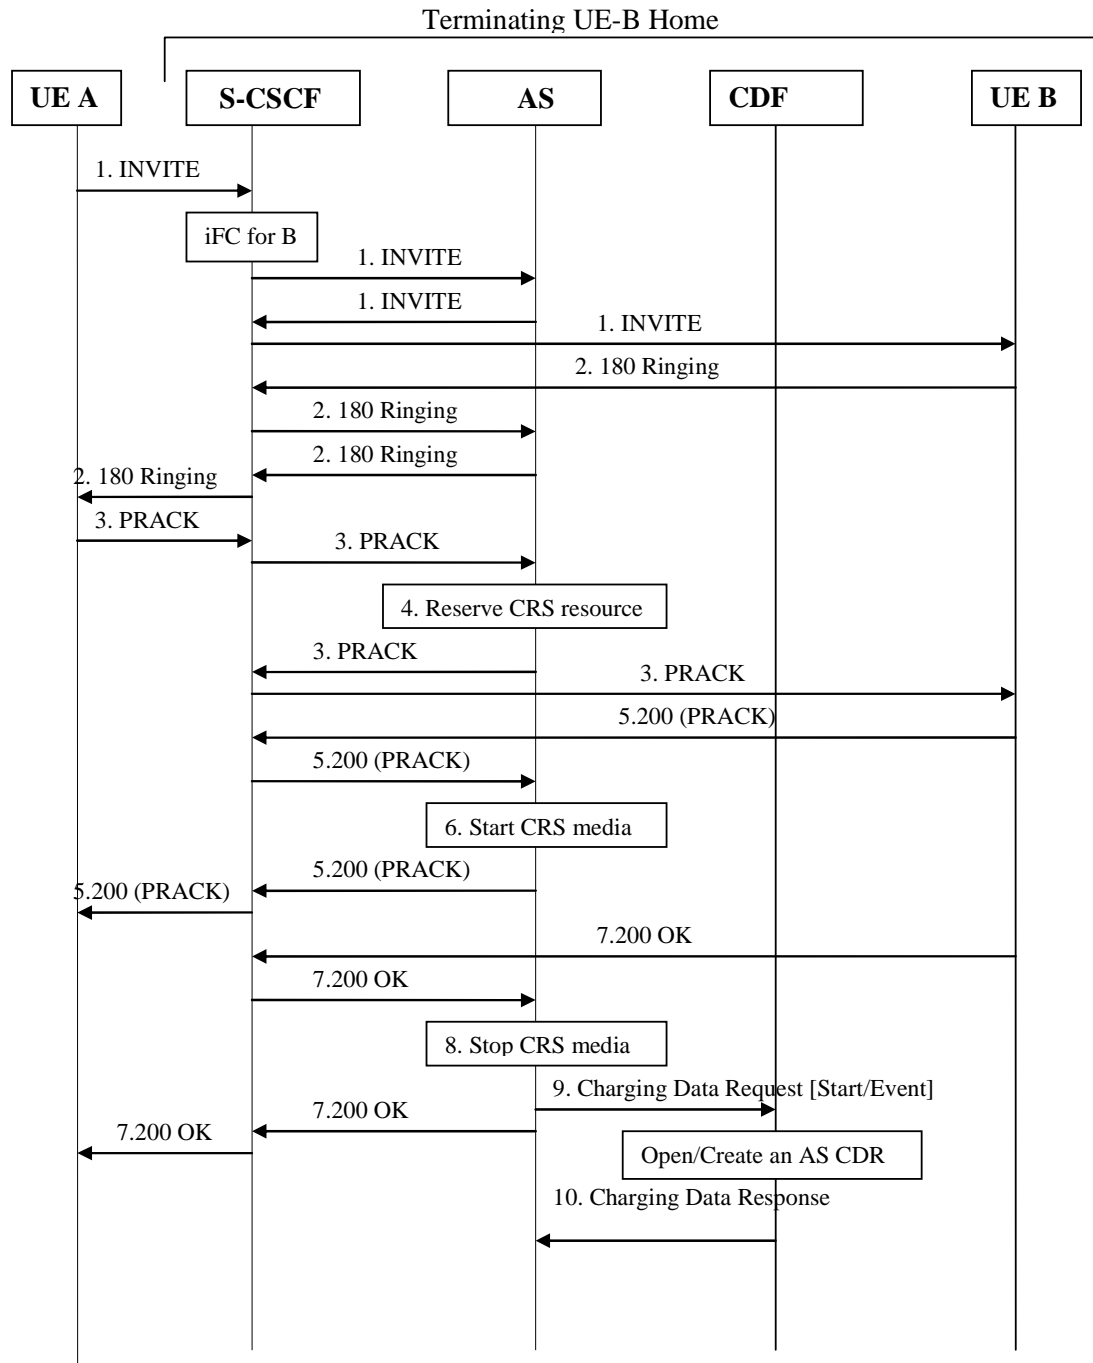 Terminating UE-B Home
UE A
S-CSCF
AS
CDF
UE B
1. INVITE
iFC for B
1. INVITE
1. INVITE
1. INVITE
2. 180 Ringing
2. 180 Ringing
2. 180 Ringing
2. 180 Ringing
3. PRACK
3. PRACK
4. Reserve CRS resource
3. PRACK
3. PRACK
5.200 (PRACK)
5.200 (PRACK)
6. Start CRS media
5.200 (PRACK)
5.200 (PRACK)
7.200 OK
7.200 OK
8. Stop CRS media
9. Charging Data Request [Start/Event]
7.200 OK
7.200 OK
Open/Create an AS CDR
10. Charging Data Response